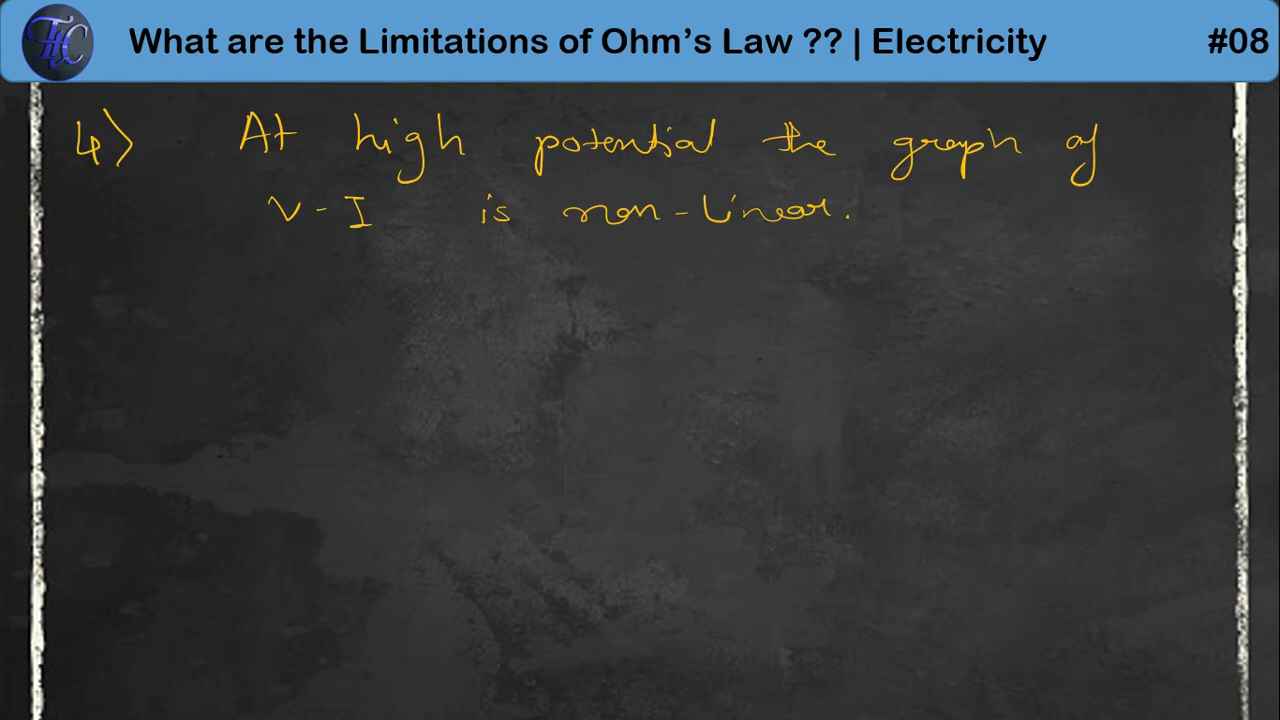 THC
What are the Limitations of Ohm's Law ?? | Electricity
#08
4) At high potential the graph of
V-I is non-Linear.